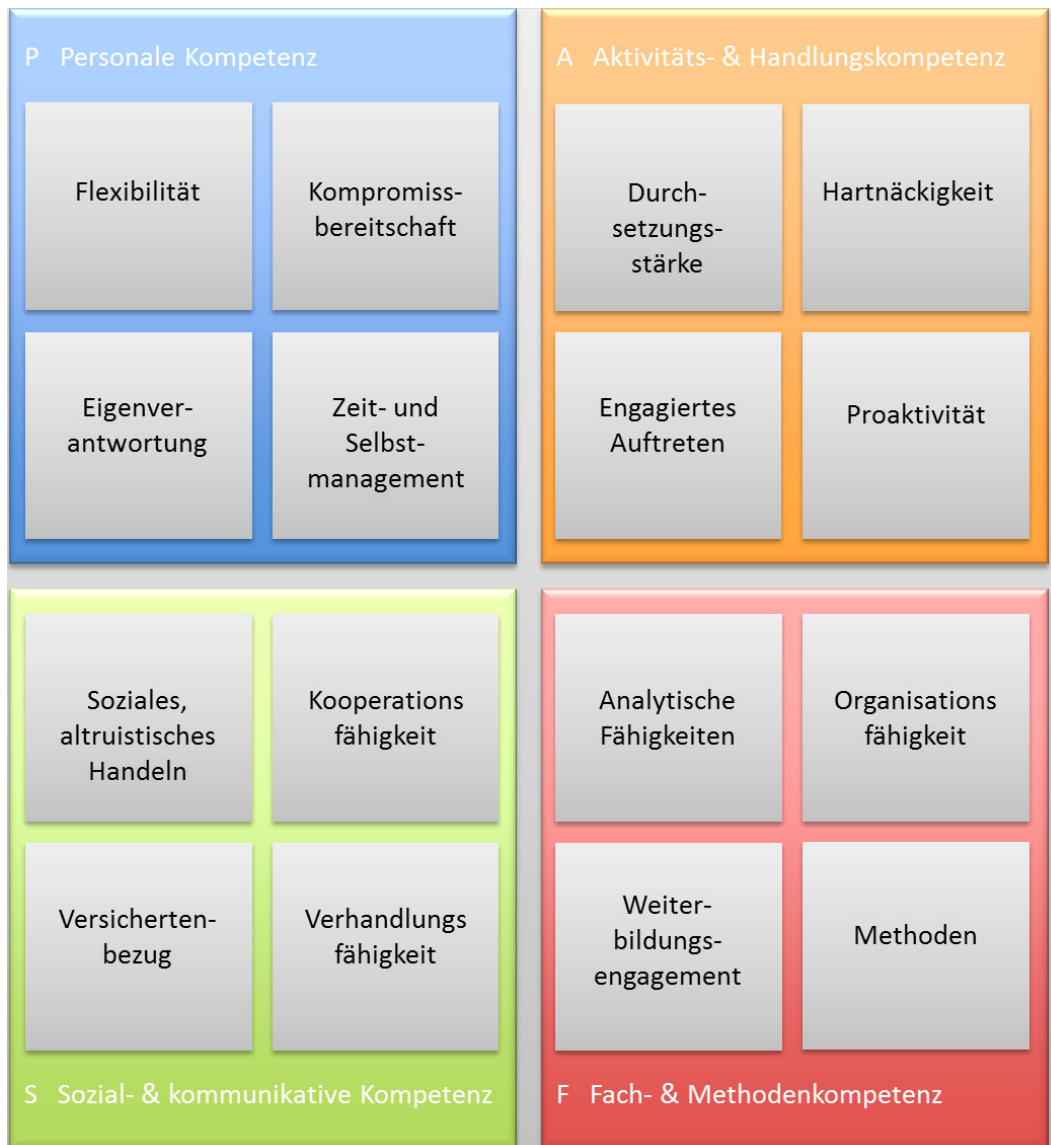 P Personale Kompetenz
Flexibilität
Kompromiss-
bereitschaft
Eigenver-
antwortung
Zeit- und
Selbst-
management
A Aktivitäts- & Handlungskompetenz
Durch-
setzungs-
stärke
Hartnäckigkeit
Engagiertes
Auftreten
Proaktivität
Soziales,
altruistisches
Handeln
Kooperations
fähigkeit
Versicherten-
bezug
Verhandlungs
fähigkeit
S Sozial- & kommunikative Kompetenz
Analytische
Fähigkeiten
Organisations
fähigkeit
Weiter-
bildungs-
engagement
Methoden
F Fach- & Methodenkompetenz